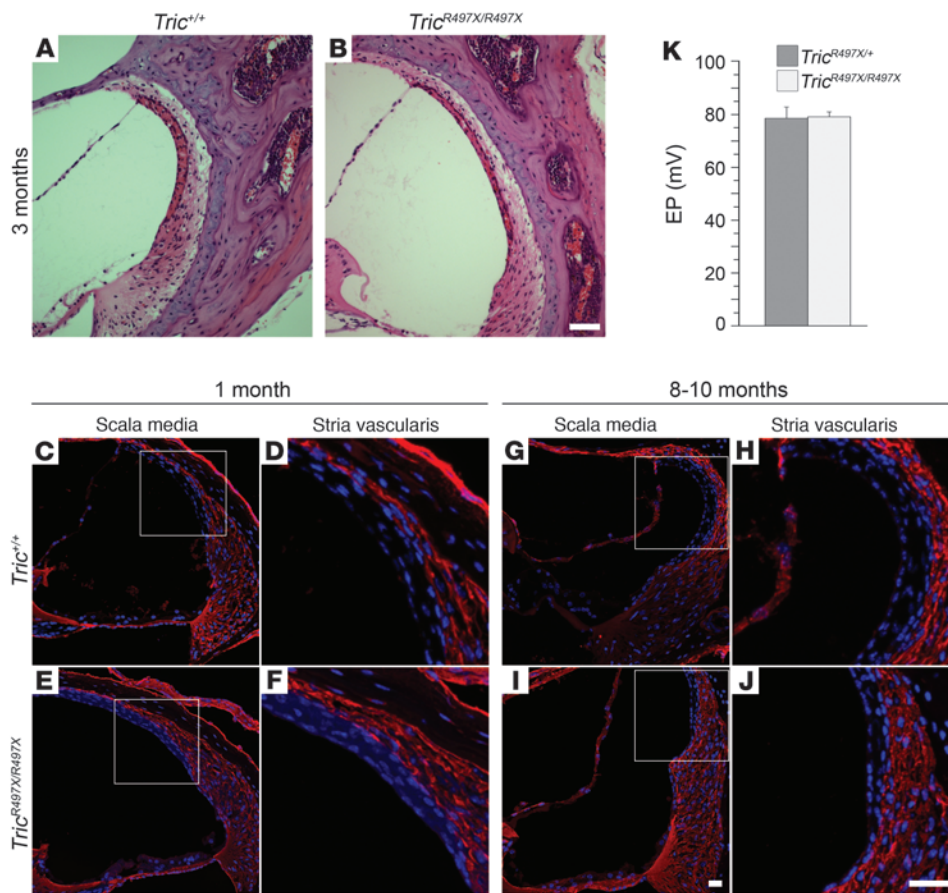 Tric+/+
TricR497X/R497X
A
B
3 months
K
TricR497X/+
TricR497X/R497X
EP (mV)
100
80
60
40
20
0
1 month
8-10 months
Scala media
Stria vascularis
Scala media
Stria vascularis
C
D
G
H
Tric+/+
E
F
I
J
TricR497X/R497X